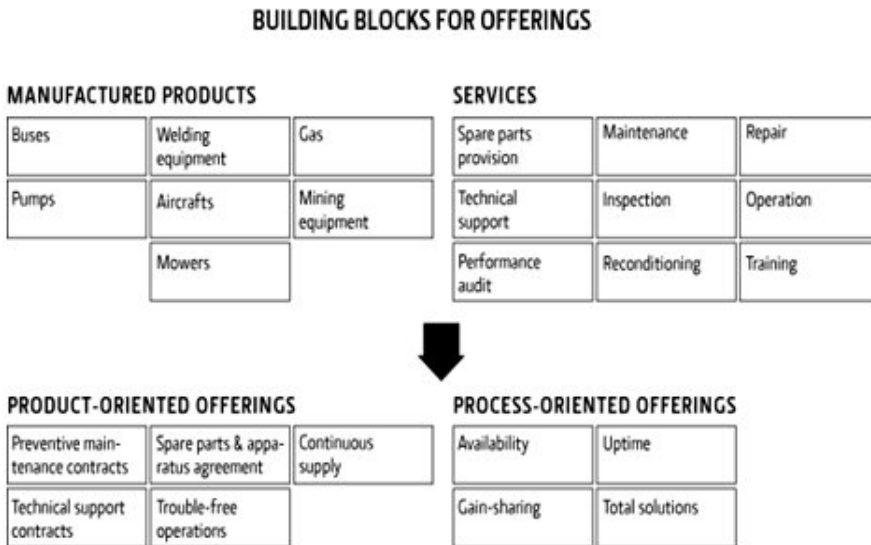 BUILDING BLOCKS FOR OFFERINGS
MANUFACTURED PRODUCTS
Buses
Welding
equipment
Gas
Pumps
Aircrafts
Mining
equipment
Mowers
SERVICES
Spare parts
provision
Maintenance
Repair
Technical
support
Inspection
Operation
Performance
audit
Reconditioning
Training
PRODUCT-ORIENTED OFFERINGS
Preventive main-
tenance contracts
Spare parts & appa-
ratus agreement
Continuous
supply
Technical support
contracts
Trouble-free
operations
PROCESS-ORIENTED OFFERINGS
Availability
Uptime
Gain-sharing
Total solutions